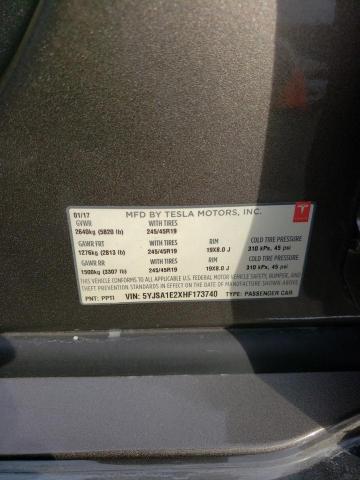 MFD BY TESLA MOTORS, INC.
01/17
GVWR WITH TIRES
2640kg (5820 lb) 245/45R19
GAWR FRT WITH TIRES RIM COLD TIRE PRESSURE
1276kg (2813 lb) 245/45R19 19X8.0 J 310 kPs, 45 psi
GAWR RR WITH TIRES RIM COLD TIRE PRESSURE
1500kg (3307 lb) 245/45R19 19X8.0 J 310 kPs, 45 psi
THIS VEHICLE CONFORMS TO ALL APPLICABLE U.S. FEDERAL MOTOR VEHICLE SAFETY, BUMPER, AND
THEFT PREVENTION STANDARDS IN EFFECT ON THE DATE OF MANUFACTURE SHOWN ABOVE.
PNT: PPTI VIN: 5YJSA1E2XHF173740 TYPE: PASSENGER CAR